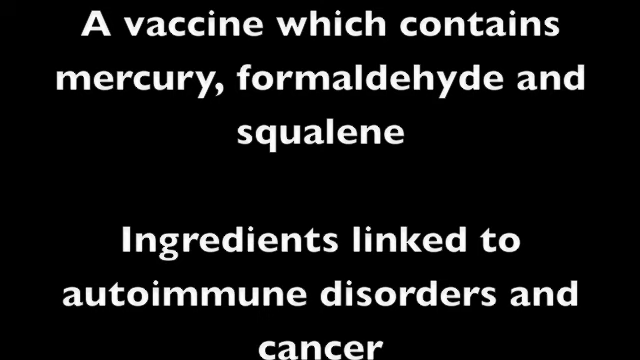 A vaccine which contains
mercury, formaldehyde and
squalene
Ingredients linked to
autoimmune disorders and
cancer